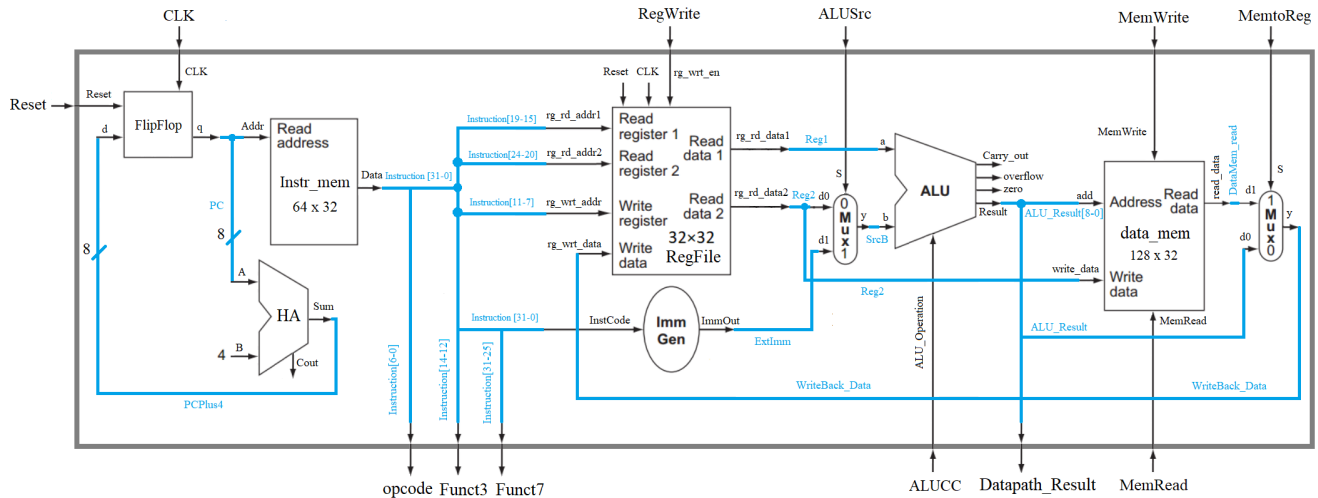 CLK
RegWrite
ALUSrc
MemWrite
MemtoReg
Reset
Reset
CLK
d
FlipFlop
q
Addr
Read
address
Instr_mem
64 x 32
Data
Instruction [31-0]
PC
8
8
A
HA
Sum
4
B
Cout
PCPlus4
Instruction[6-0]
Instruction[14-12]
Instruction[31-25]
Instruction[19-15]
Instruction[24-20]
Instruction[11-7]
Instruction [31-0]
Reset
CLK
rg_wrt_en
rg_rd_addr1
rg_rd_addr2
rg_wrt_addr
rg_wrt_data
Read
register 1
Read
register 2
Write
register
Write
data
Read
data 1
Read
data 2
32×32
RegFile
rg_rd_data1
rg_rd_data2
Reg1
Reg2
InstCode
Imm
Gen
ImmOut
ExtImm
S
d0
d1
0
Mux
1
y
SrcB
a
b
ALU
Carry_out
overflow
zero
Result
ALU_Operation
Reg2
ALU_Result[8-0]
ALU_Result
add
write_data
MemWrite
Address
Read
data
data_mem
128 x 32
Write
data
MemRead
read_data
DataMem_read
S
d1
d0
1
Mux
0
y
WriteBack_Data
WriteBack_Data
opcode
Funct3
Funct7
ALUCC
Datapath_Result
MemRead